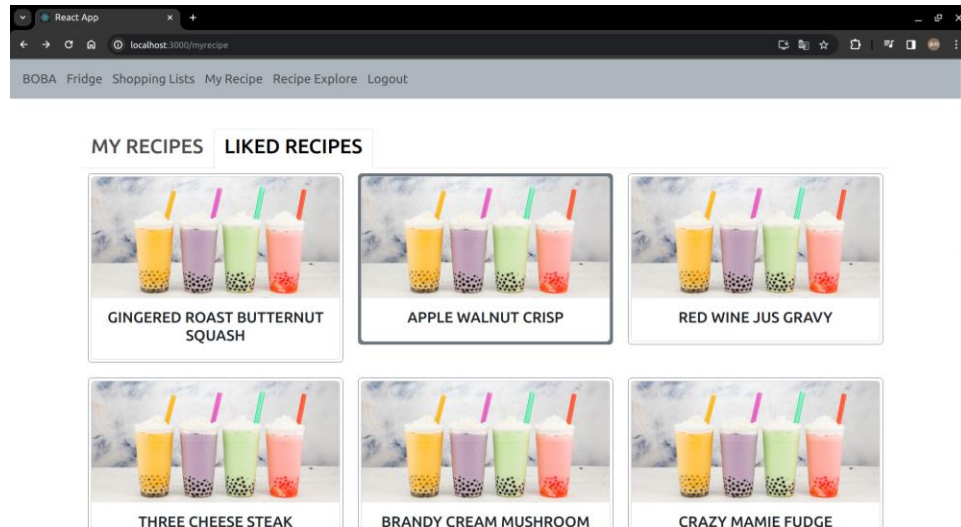 React App
localhost:3000/myrecipe
BOBA Fridge Shopping Lists My Recipe Recipe Explore Logout
MY RECIPES LIKED RECIPES
GINGERED ROAST BUTTERNUT
SQUASH
APPLE WALNUT CRISP
RED WINE JUS GRAVY
THREE CHEESE STEAK
BRANDY CREAM MUSHROOM
CRAZY MAMIE FUDGE